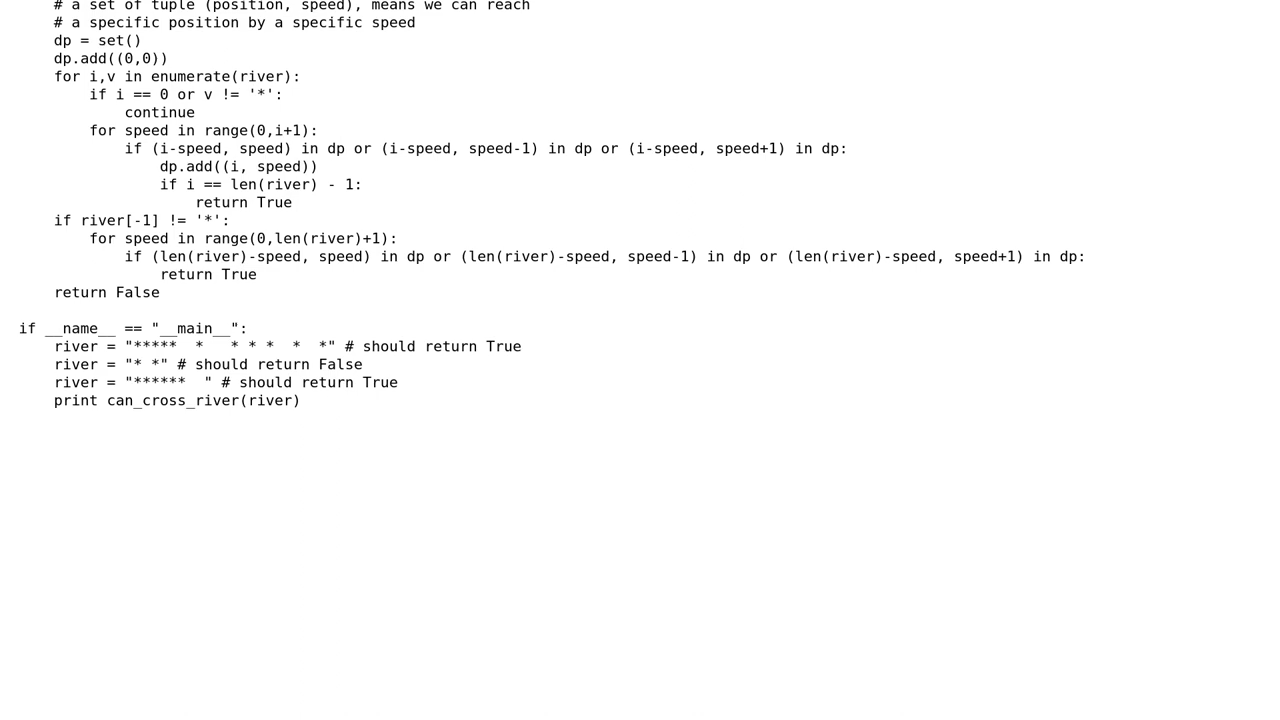 # a set of tuple (position, speed), means we can reach
    # a specific position by a specific speed
    dp = set()
    dp.add((0,0))
    for i,v in enumerate(river):
        if i == 0 or v != '*':
            continue
        for speed in range(0,i+1):
            if (i-speed, speed) in dp or (i-speed, speed-1) in dp or (i-speed, speed+1) in dp:
                dp.add((i, speed))
                if i == len(river) - 1:
                    return True
    if river[-1] != '*':
        for speed in range(0,len(river)+1):
            if (len(river)-speed, speed) in dp or (len(river)-speed, speed-1) in dp or (len(river)-speed, speed+1) in dp:
                return True
    return False

if __name__ == "__main__":
    river = "*****  *   * * *  *  *" # should return True
    river = "* *" # should return False
    river = "******  " # should return True
    print can_cross_river(river)